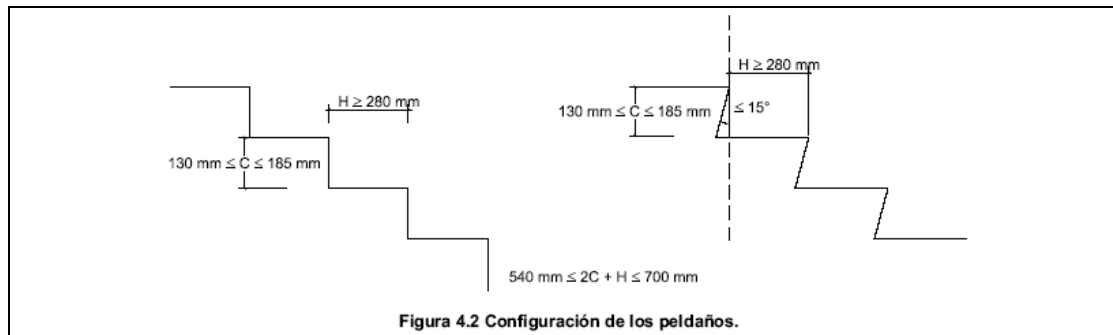 H ≥ 280 mm
130 mm ≤ C ≤ 185 mm
H ≥ 280 mm
130 mm ≤ C ≤ 185 mm
≤ 15°
540 mm ≤ 2C + H ≤ 700 mm
Figura 4.2 Configuración de los peldaños.